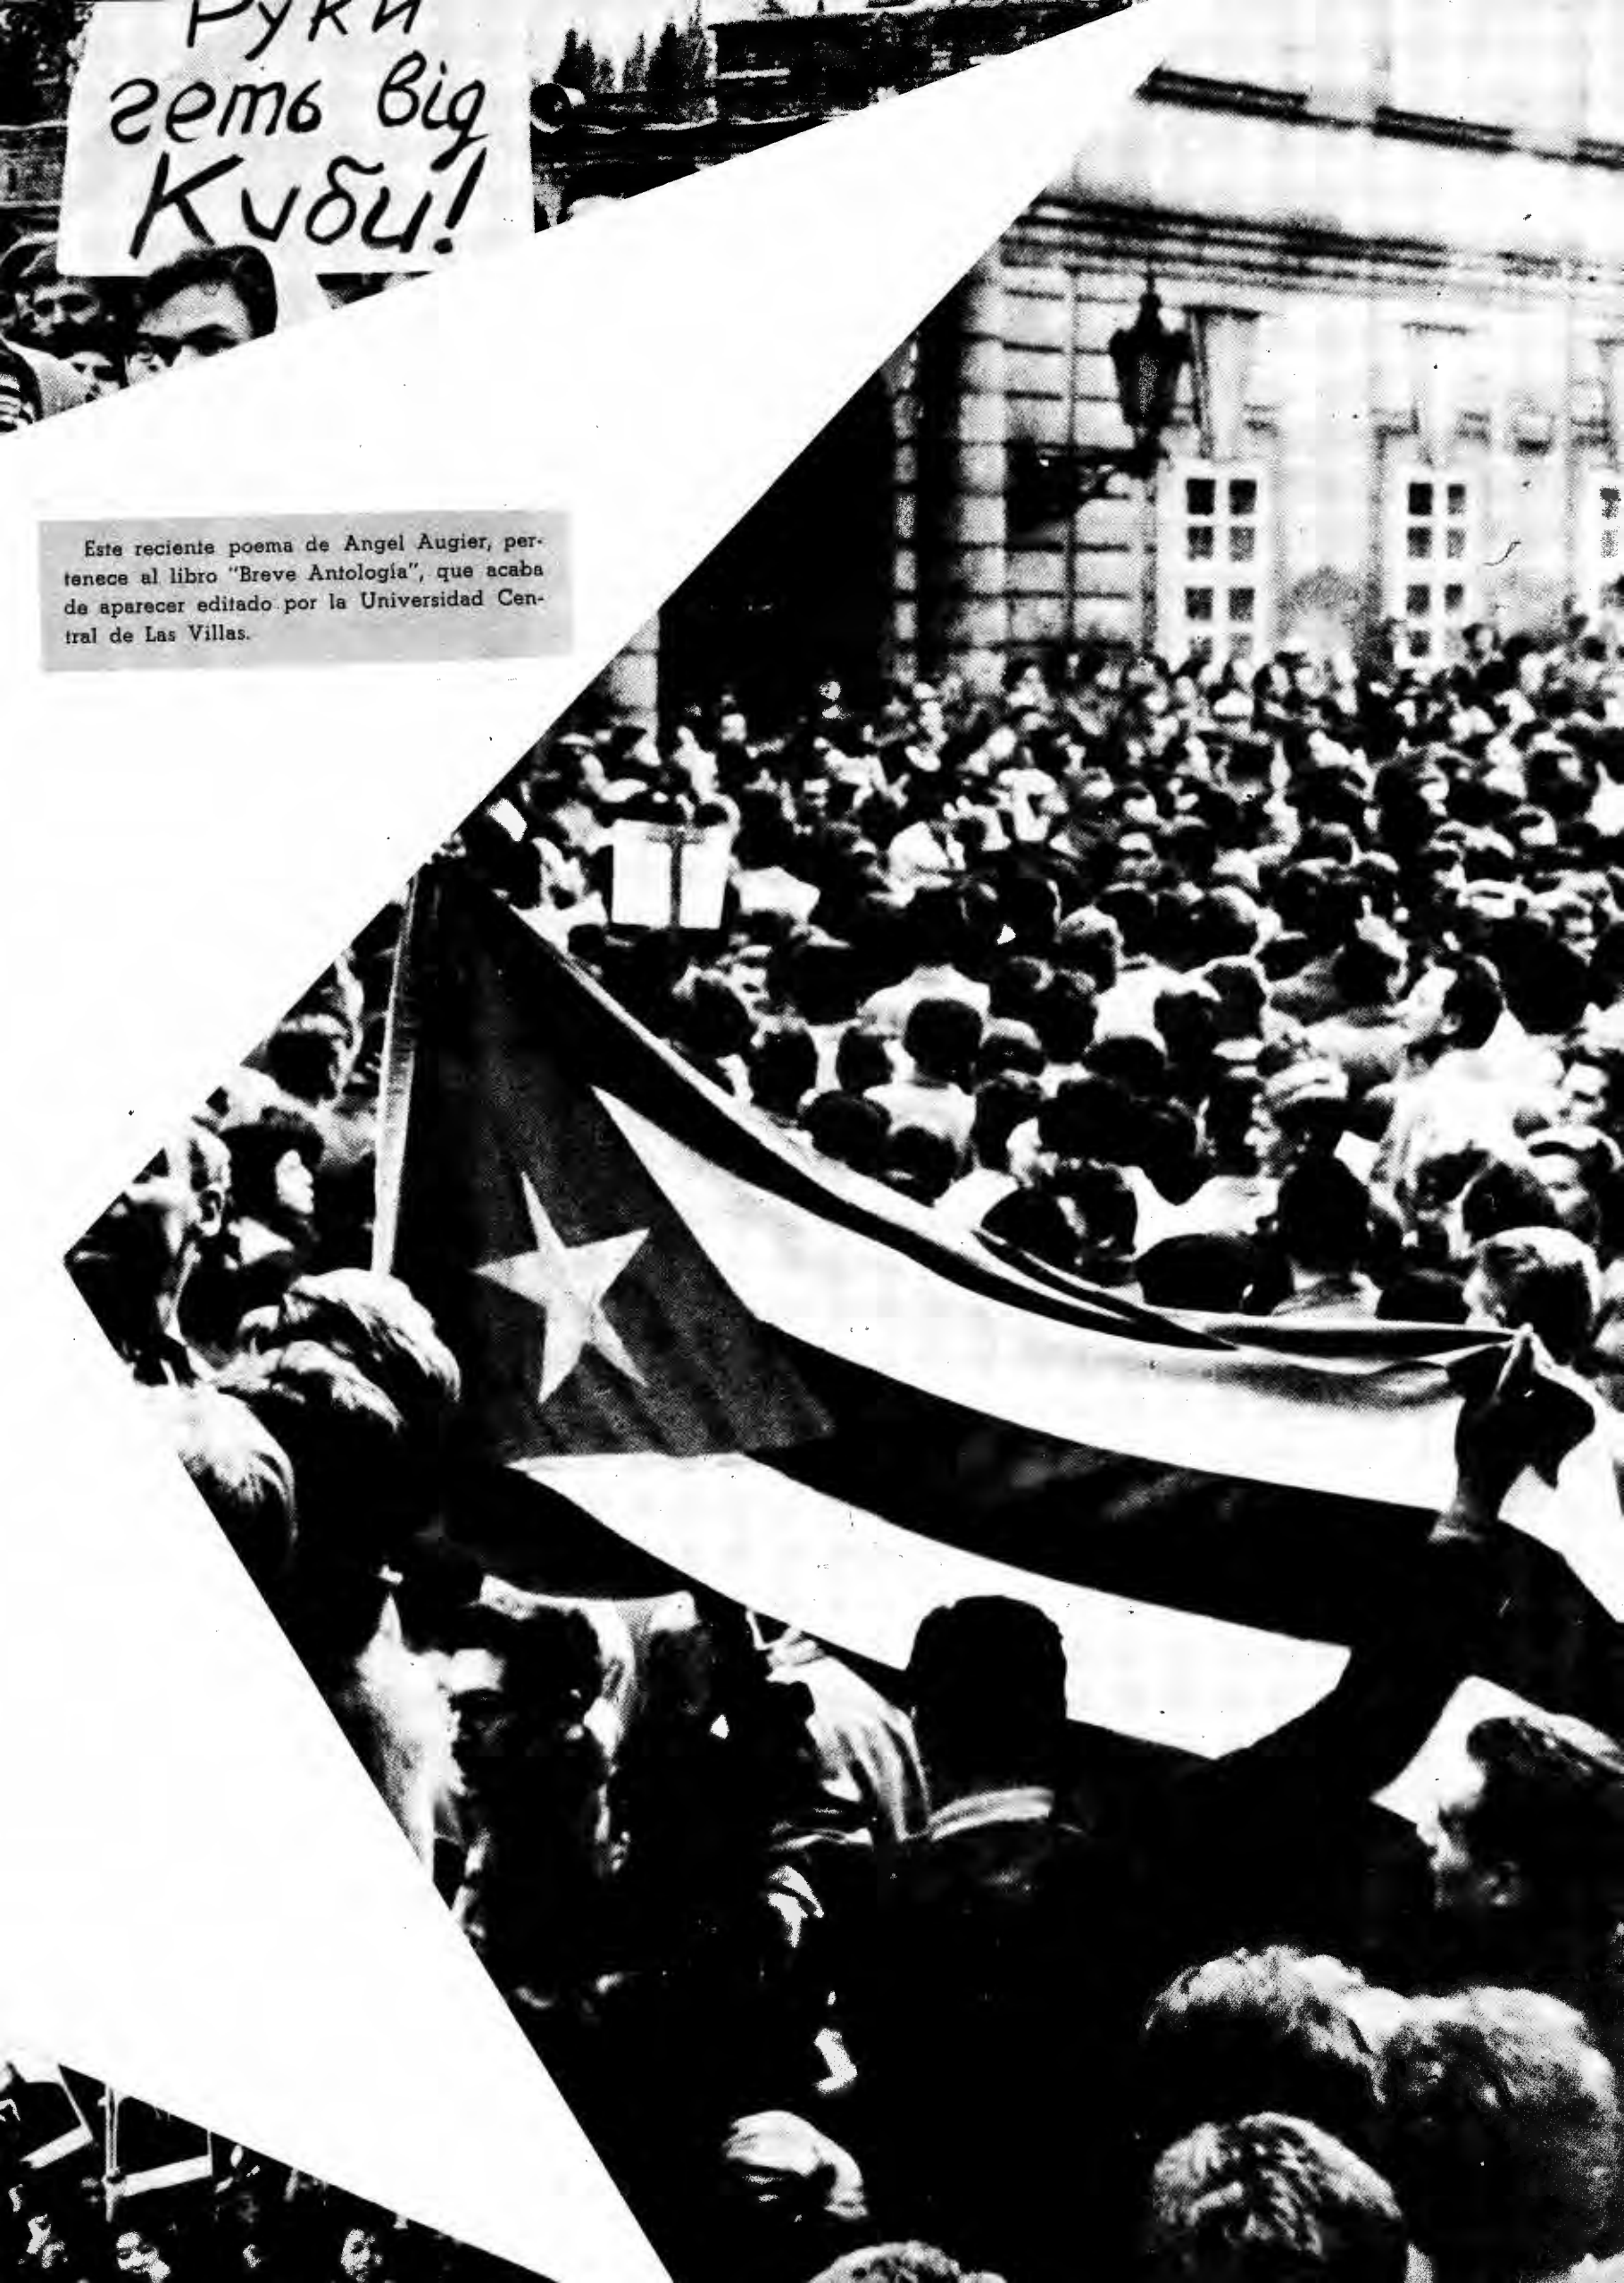 Руки
геть від
Куби!
Este reciente poema de Angel Augier, per-
tenece al libro "Breve Antología", que acaba
de aparecer editado por la Universidad Cen-
tral de Las Villas.